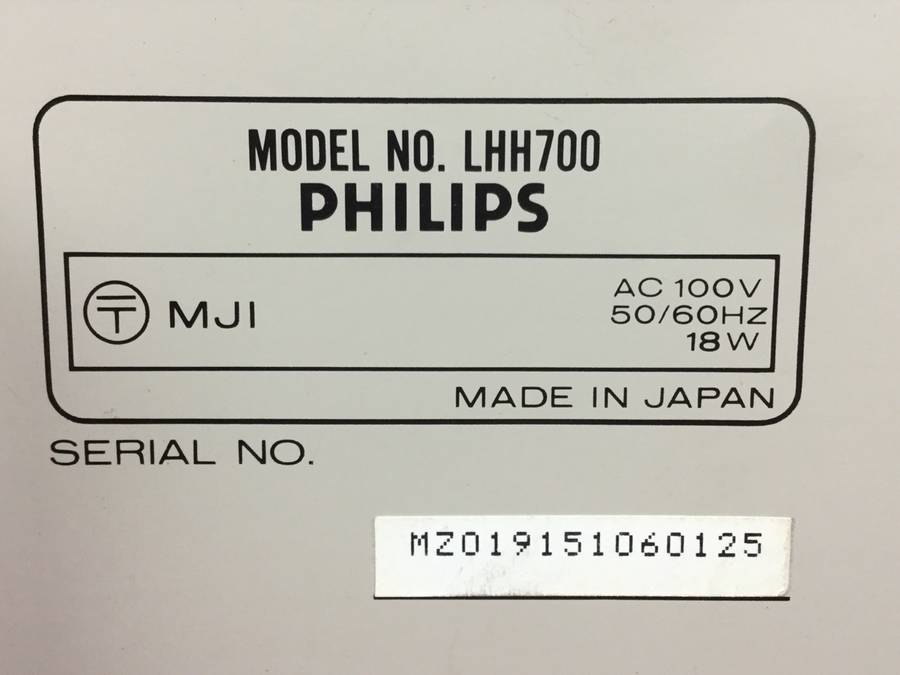 MODEL NO. LHH700
PHILIPS
〶 MJI
AC 100V
50/60HZ
18W
MADE IN JAPAN
SERIAL NO.
MZ019151060125